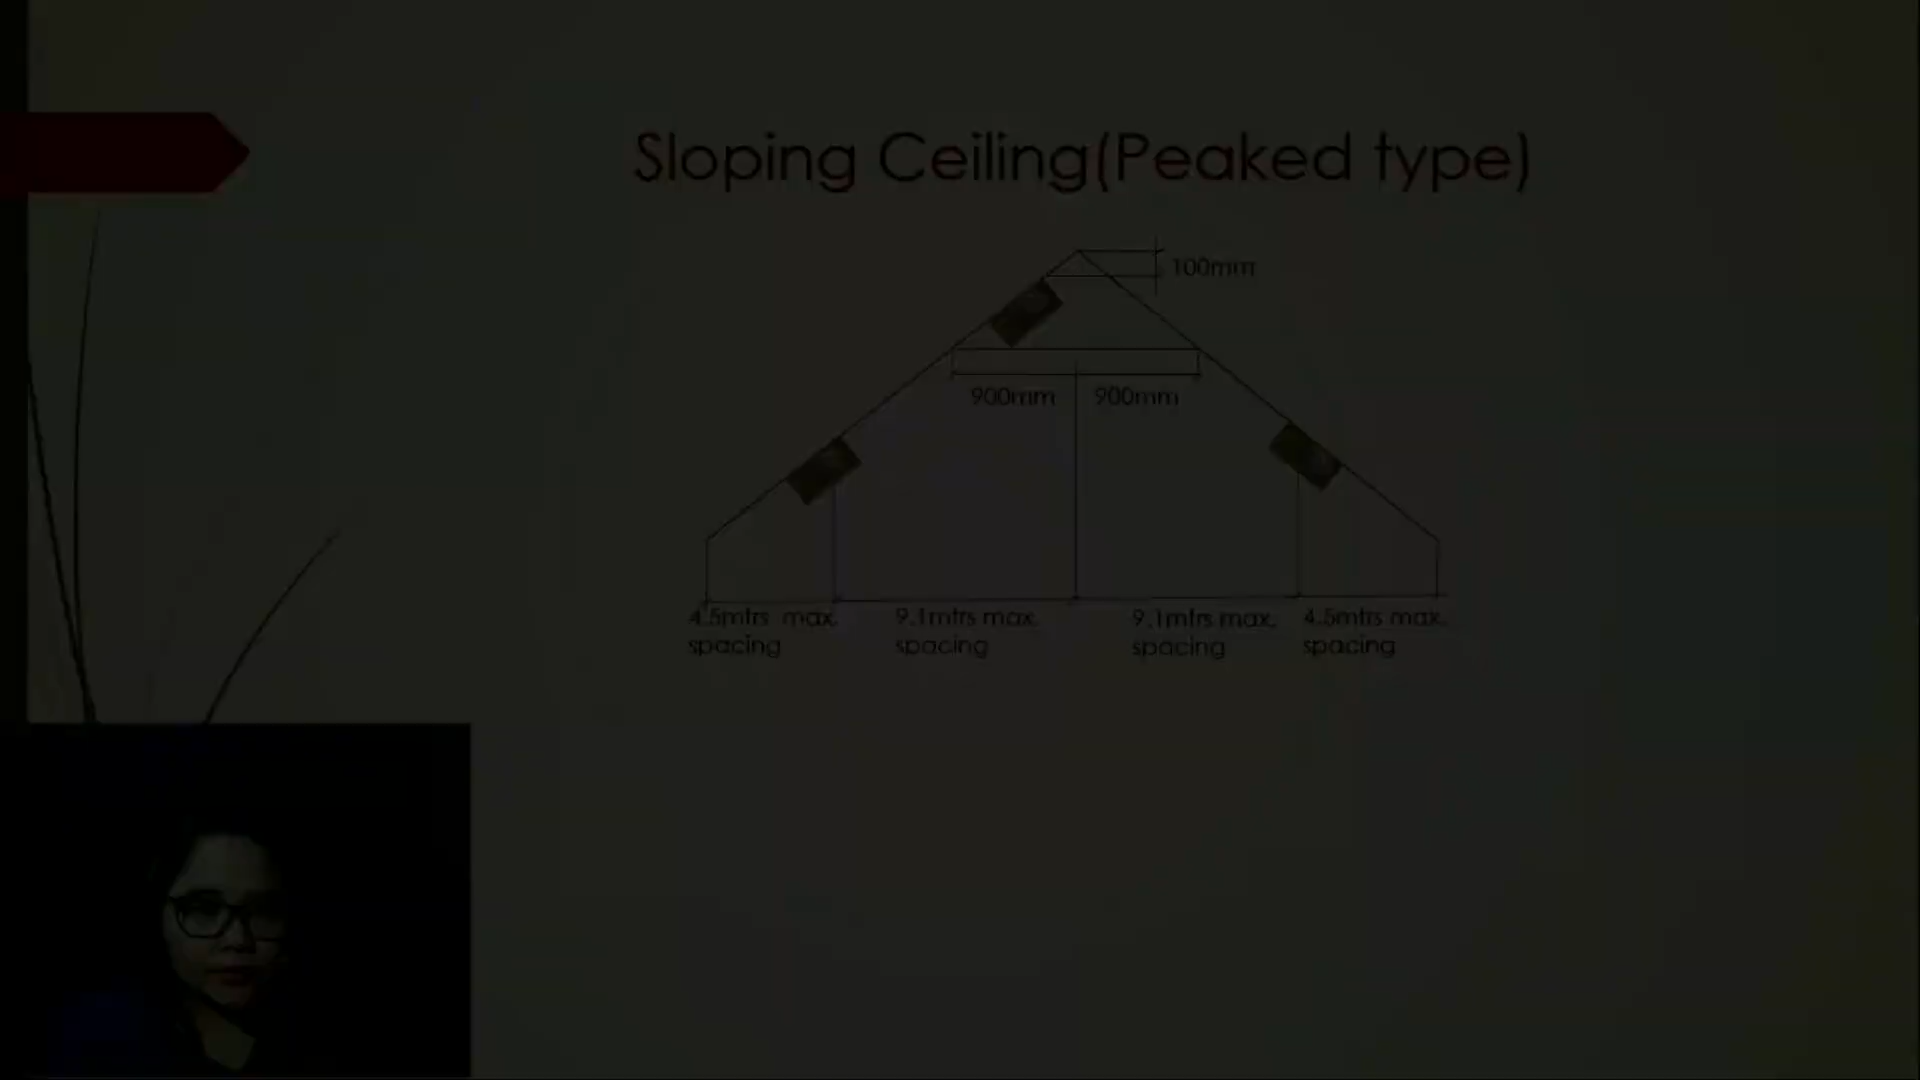 Sloping Ceiling(Peaked type)
100mm
900mm 900mm
4.5mtrs max. 9.1mtrs max. 9.1mtrs max. 4.5mtrs max.
spacing spacing spacing spacing